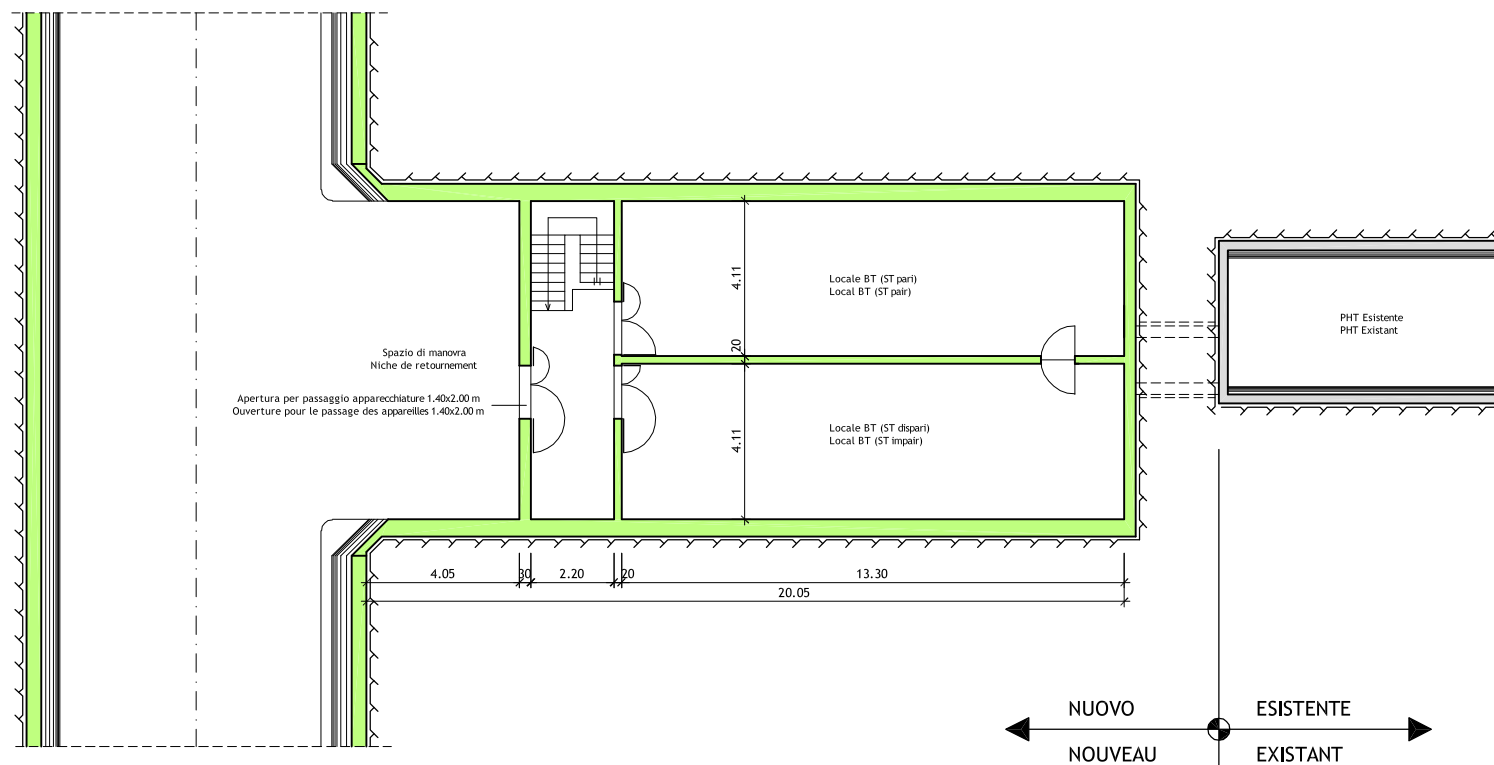 4.11
Locale BT (ST pari)
Local BT (ST pair)
PHT Esistente
PHT Existant
20
Spazio di manovra
Niche de retournement
Apertura per passaggio apparecchiature 1.40x2.00 m
Ouverture pour le passage des appareilles 1.40x2.00 m
4.11
Locale BT (ST dispari)
Local BT (ST impair)
4.05 30 2.20 20 13.30
20.05
NUOVO ESISTENTE
NOUVEAU EXISTANT